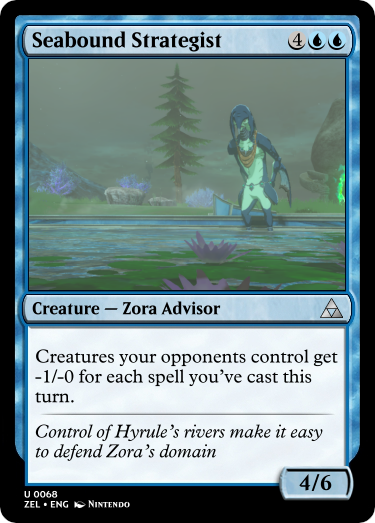 Seabound Strategist 4
Creature — Zora Advisor
Creatures your opponents control get
-1/-0 for each spell you've cast this
turn.
Control of Hyrule's rivers make it easy
to defend Zora's domain
4/6
U 0068
ZEL • ENG Nintendo